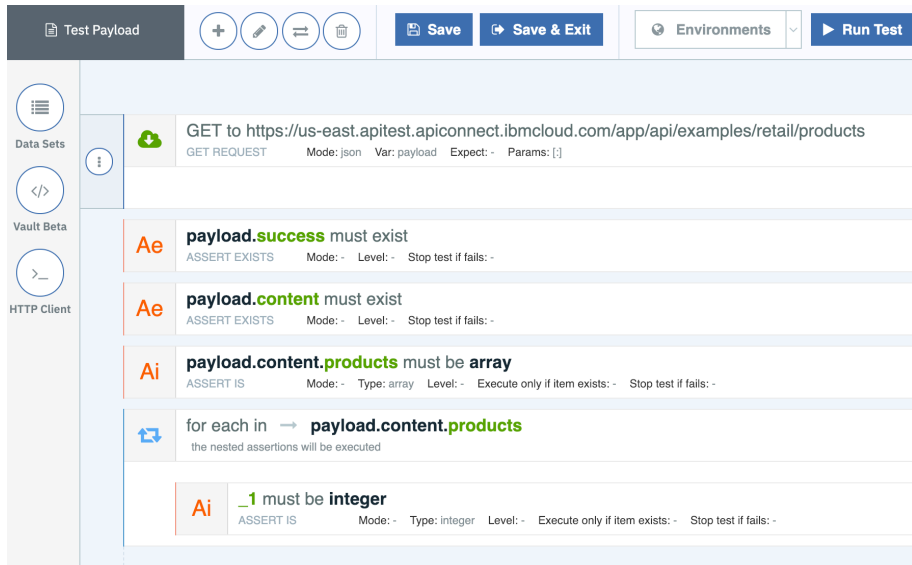 Test Payload
Save
Save & Exit
Environments
Run Test
Data Sets
Vault Beta
HTTP Client
GET to https://us-east.apitest.apiconnect.ibmcloud.com/app/api/examples/retail/products
GET REQUEST Mode: json Var: payload Expect: - Params: [:]
Ae payload.success must exist
ASSERT EXISTS Mode: - Level: - Stop test if fails: -
Ae payload.content must exist
ASSERT EXISTS Mode: - Level: - Stop test if fails: -
Ai payload.content.products must be array
ASSERT IS Mode: - Type: array Level: - Execute only if item exists: - Stop test if fails: -
for each in → payload.content.products
the nested assertions will be executed
Ai _1 must be integer
ASSERT IS Mode: - Type: integer Level: - Execute only if item exists: - Stop test if fails: -